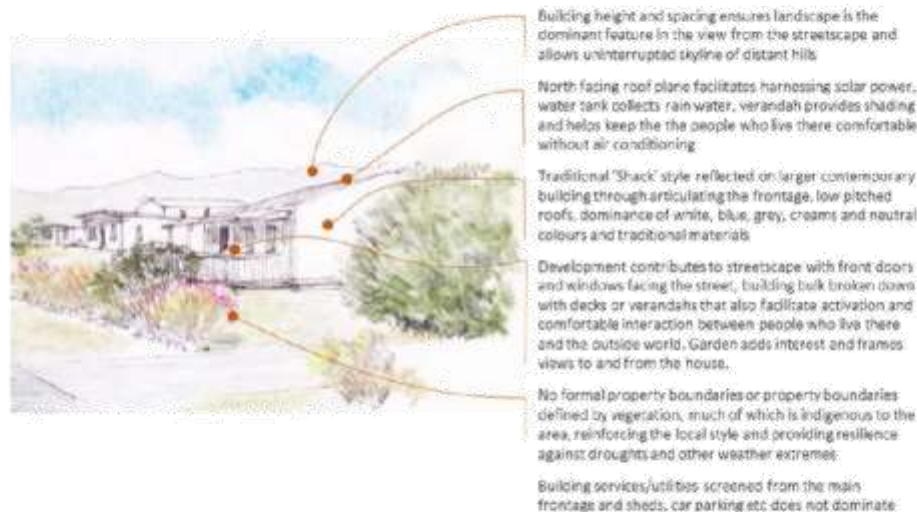 Building height and spacing ensures landscape is the
dominant feature in the view from the streetscape and
allows uninterrupted skyline of distant hills
North facing roof plane facilitates harnessing solar power,
water tank collects rain water, verandah provides shading
and helps keep the the people who live there comfortable
without air conditioning
Traditional 'Shack' style reflected on larger contemporary
building through articulating the frontage, low pitched
roofs, dominance of white, blue, grey, creams and neutral
colours and traditional materials
Development contributes to streetscape with front doors
and windows facing the street, building bulk broken down
with decks or verandahs that also facilitate activation and
comfortable interaction between people who live there
and the outside world. Garden adds interest and frames
views to and from the house.
No formal property boundaries or property boundaries
defined by vegetation, much of which is indigenous to the
area, reinforcing the local style and providing resilience
against droughts and other weather extremes
Building services/utilities screened from the main
frontage and sheds, car parking etc does not dominate